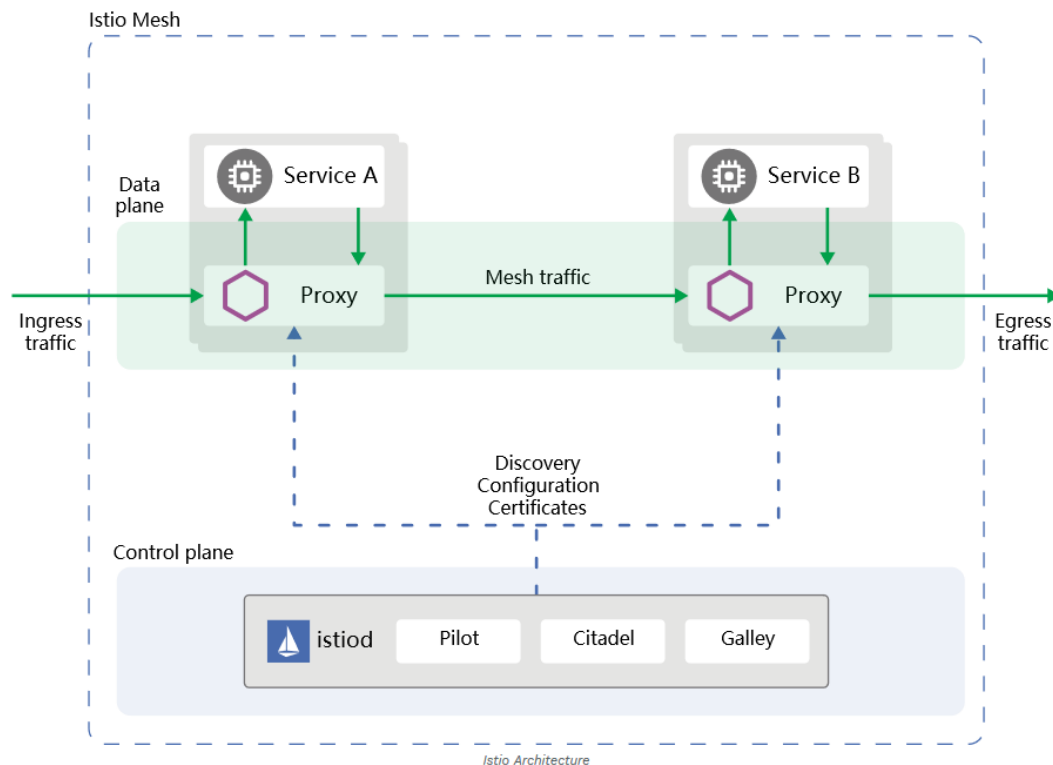 Istio Mesh
Service A
Service B
Data
plane
Proxy
Mesh traffic
Proxy
Ingress
traffic
Egress
traffic
Discovery
Configuration
Certificates
Control plane
istiod
Pilot
Citadel
Galley
Istio Architecture